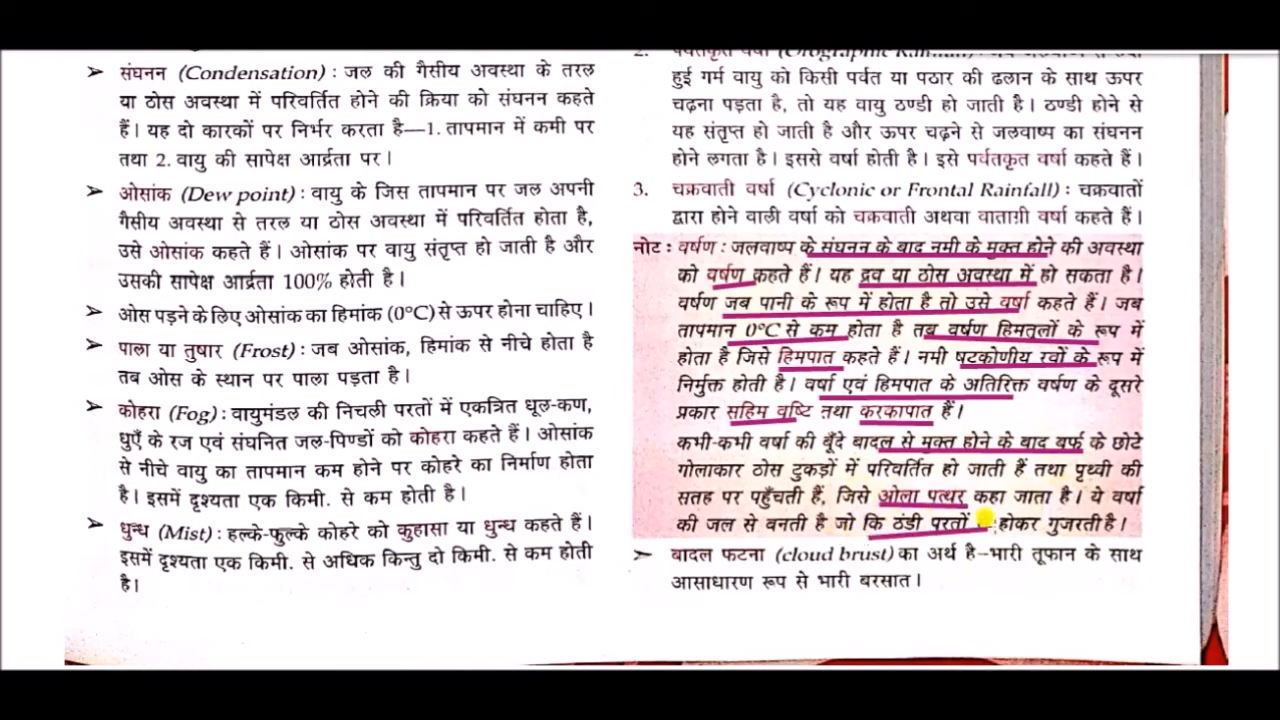 ➤ संघनन (Condensation) : जल की गैसीय अवस्था के तरल
या ठोस अवस्था में परिवर्तित होने की क्रिया को संघनन कहते
हैं। यह दो कारकों पर निर्भर करता है—1. तापमान में कमी पर
तथा 2. वायु की सापेक्ष आर्द्रता पर।
➤ ओसांक (Dew point) : वायु के जिस तापमान पर जल अपनी
गैसीय अवस्था से तरल या ठोस अवस्था में परिवर्तित होता है,
उसे ओसांक कहते हैं। ओसांक पर वायु संतृप्त हो जाती है और
उसकी सापेक्ष आर्द्रता 100% होती है।
➤ ओस पड़ने के लिए ओसांक का हिमांक (0°C) से ऊपर होना चाहिए।
➤ पाला या तुषार (Frost) : जब ओसांक, हिमांक से नीचे होता है
तब ओस के स्थान पर पाला पड़ता है।
➤ कोहरा (Fog) : वायुमंडल की निचली परतों में एकत्रित धूल-कण,
धुएँ के रज एवं संघनित जल-पिण्डों को कोहरा कहते हैं। ओसांक
से नीचे वायु का तापमान कम होने पर कोहरे का निर्माण होता
है। इसमें दृश्यता एक किमी. से कम होती है।
➤ धुन्ध (Mist) : हल्के-फुल्के कोहरे को कुहासा या धुन्ध कहते हैं।
इसमें दृश्यता एक किमी. से अधिक किन्तु दो किमी. से कम होती
है।
2. पर्वतकृत वर्षा (Orographic Rainfall) :
हुई गर्म वायु को किसी पर्वत या पठार की ढलान के साथ ऊपर
चढ़ना पड़ता है, तो यह वायु ठण्डी हो जाती है। ठण्डी होने से
यह संतृप्त हो जाती है और ऊपर चढ़ने से जलवाष्प का संघनन
होने लगता है। इससे वर्षा होती है। इसे पर्वतकृत वर्षा कहते हैं।
3. चक्रवाती वर्षा (Cyclonic or Frontal Rainfall) : चक्रवातों
द्वारा होने वाली वर्षा को चक्रवाती अथवा वाताग्री वर्षा कहते हैं।
नोट : वर्षण : जलवाष्प के संघनन के बाद नमी के मुक्त होने की अवस्था
को वर्षण कहते हैं। यह द्रव या ठोस अवस्था में हो सकता है।
वर्षण जब पानी के रूप में होता है तो उसे वर्षा कहते हैं। जब
तापमान 0°C से कम होता है तब वर्षण हिमतूलों के रूप में
होता है जिसे हिमपात कहते हैं। नमी षटकोणीय रवों के रूप में
निर्मुक्त होती है। वर्षा एवं हिमपात के अतिरिक्त वर्षण के दूसरे
प्रकार सहिम वृष्टि तथा करकापात हैं।
कभी-कभी वर्षा की बूँदे बादल से मुक्त होने के बाद बर्फ के छोटे
गोलाकार ठोस टुकड़ों में परिवर्तित हो जाती हैं तथा पृथ्वी की
सतह पर पहुँचती हैं, जिसे ओला पत्थर कहा जाता है। ये वर्षा
की जल से बनती है जो कि ठंडी परतों होकर गुजरती है।
➤ बादल फटना (cloud brust) का अर्थ है–भारी तूफान के साथ
आसाधारण रूप से भारी बरसात।